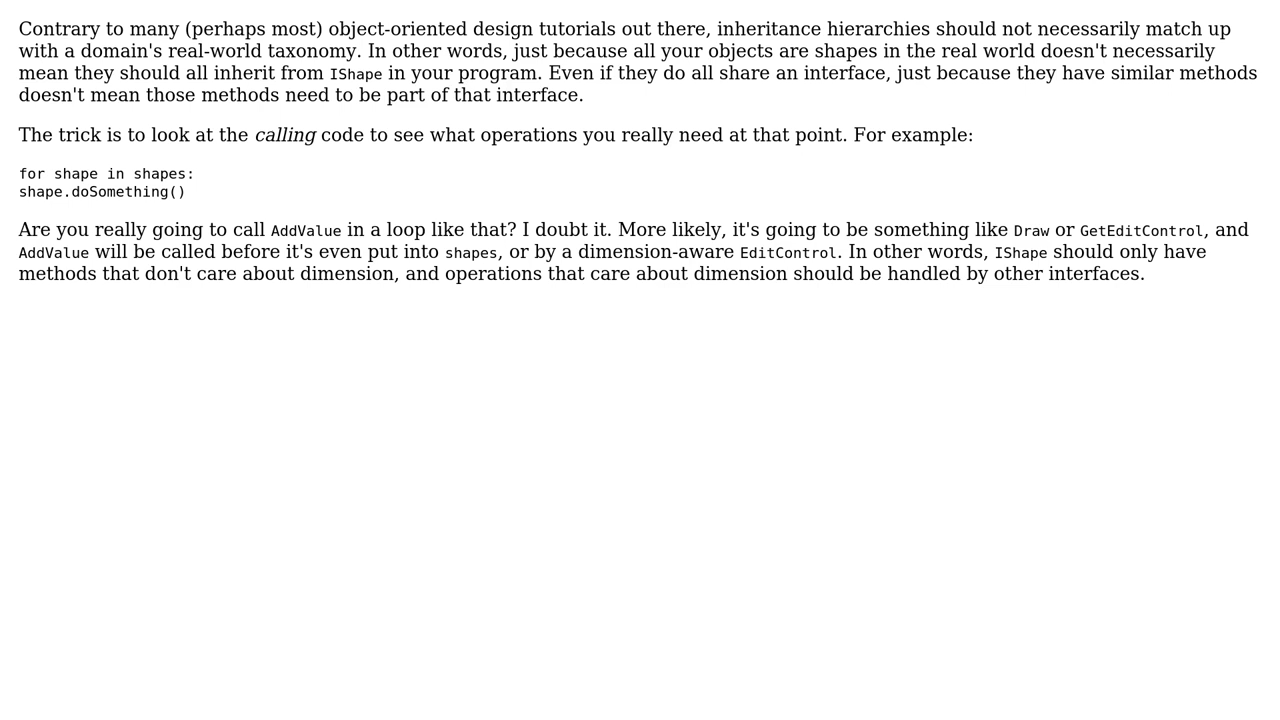 Contrary to many (perhaps most) object-oriented design tutorials out there, inheritance hierarchies should not necessarily match up
with a domain's real-world taxonomy. In other words, just because all your objects are shapes in the real world doesn't necessarily
mean they should all inherit from IShape in your program. Even if they do all share an interface, just because they have similar methods
doesn't mean those methods need to be part of that interface.
The trick is to look at the calling code to see what operations you really need at that point. For example:
for shape in shapes:
shape.doSomething()
Are you really going to call AddValue in a loop like that? I doubt it. More likely, it's going to be something like Draw or GetEditControl, and
AddValue will be called before it's even put into shapes, or by a dimension-aware EditControl. In other words, IShape should only have
methods that don't care about dimension, and operations that care about dimension should be handled by other interfaces.